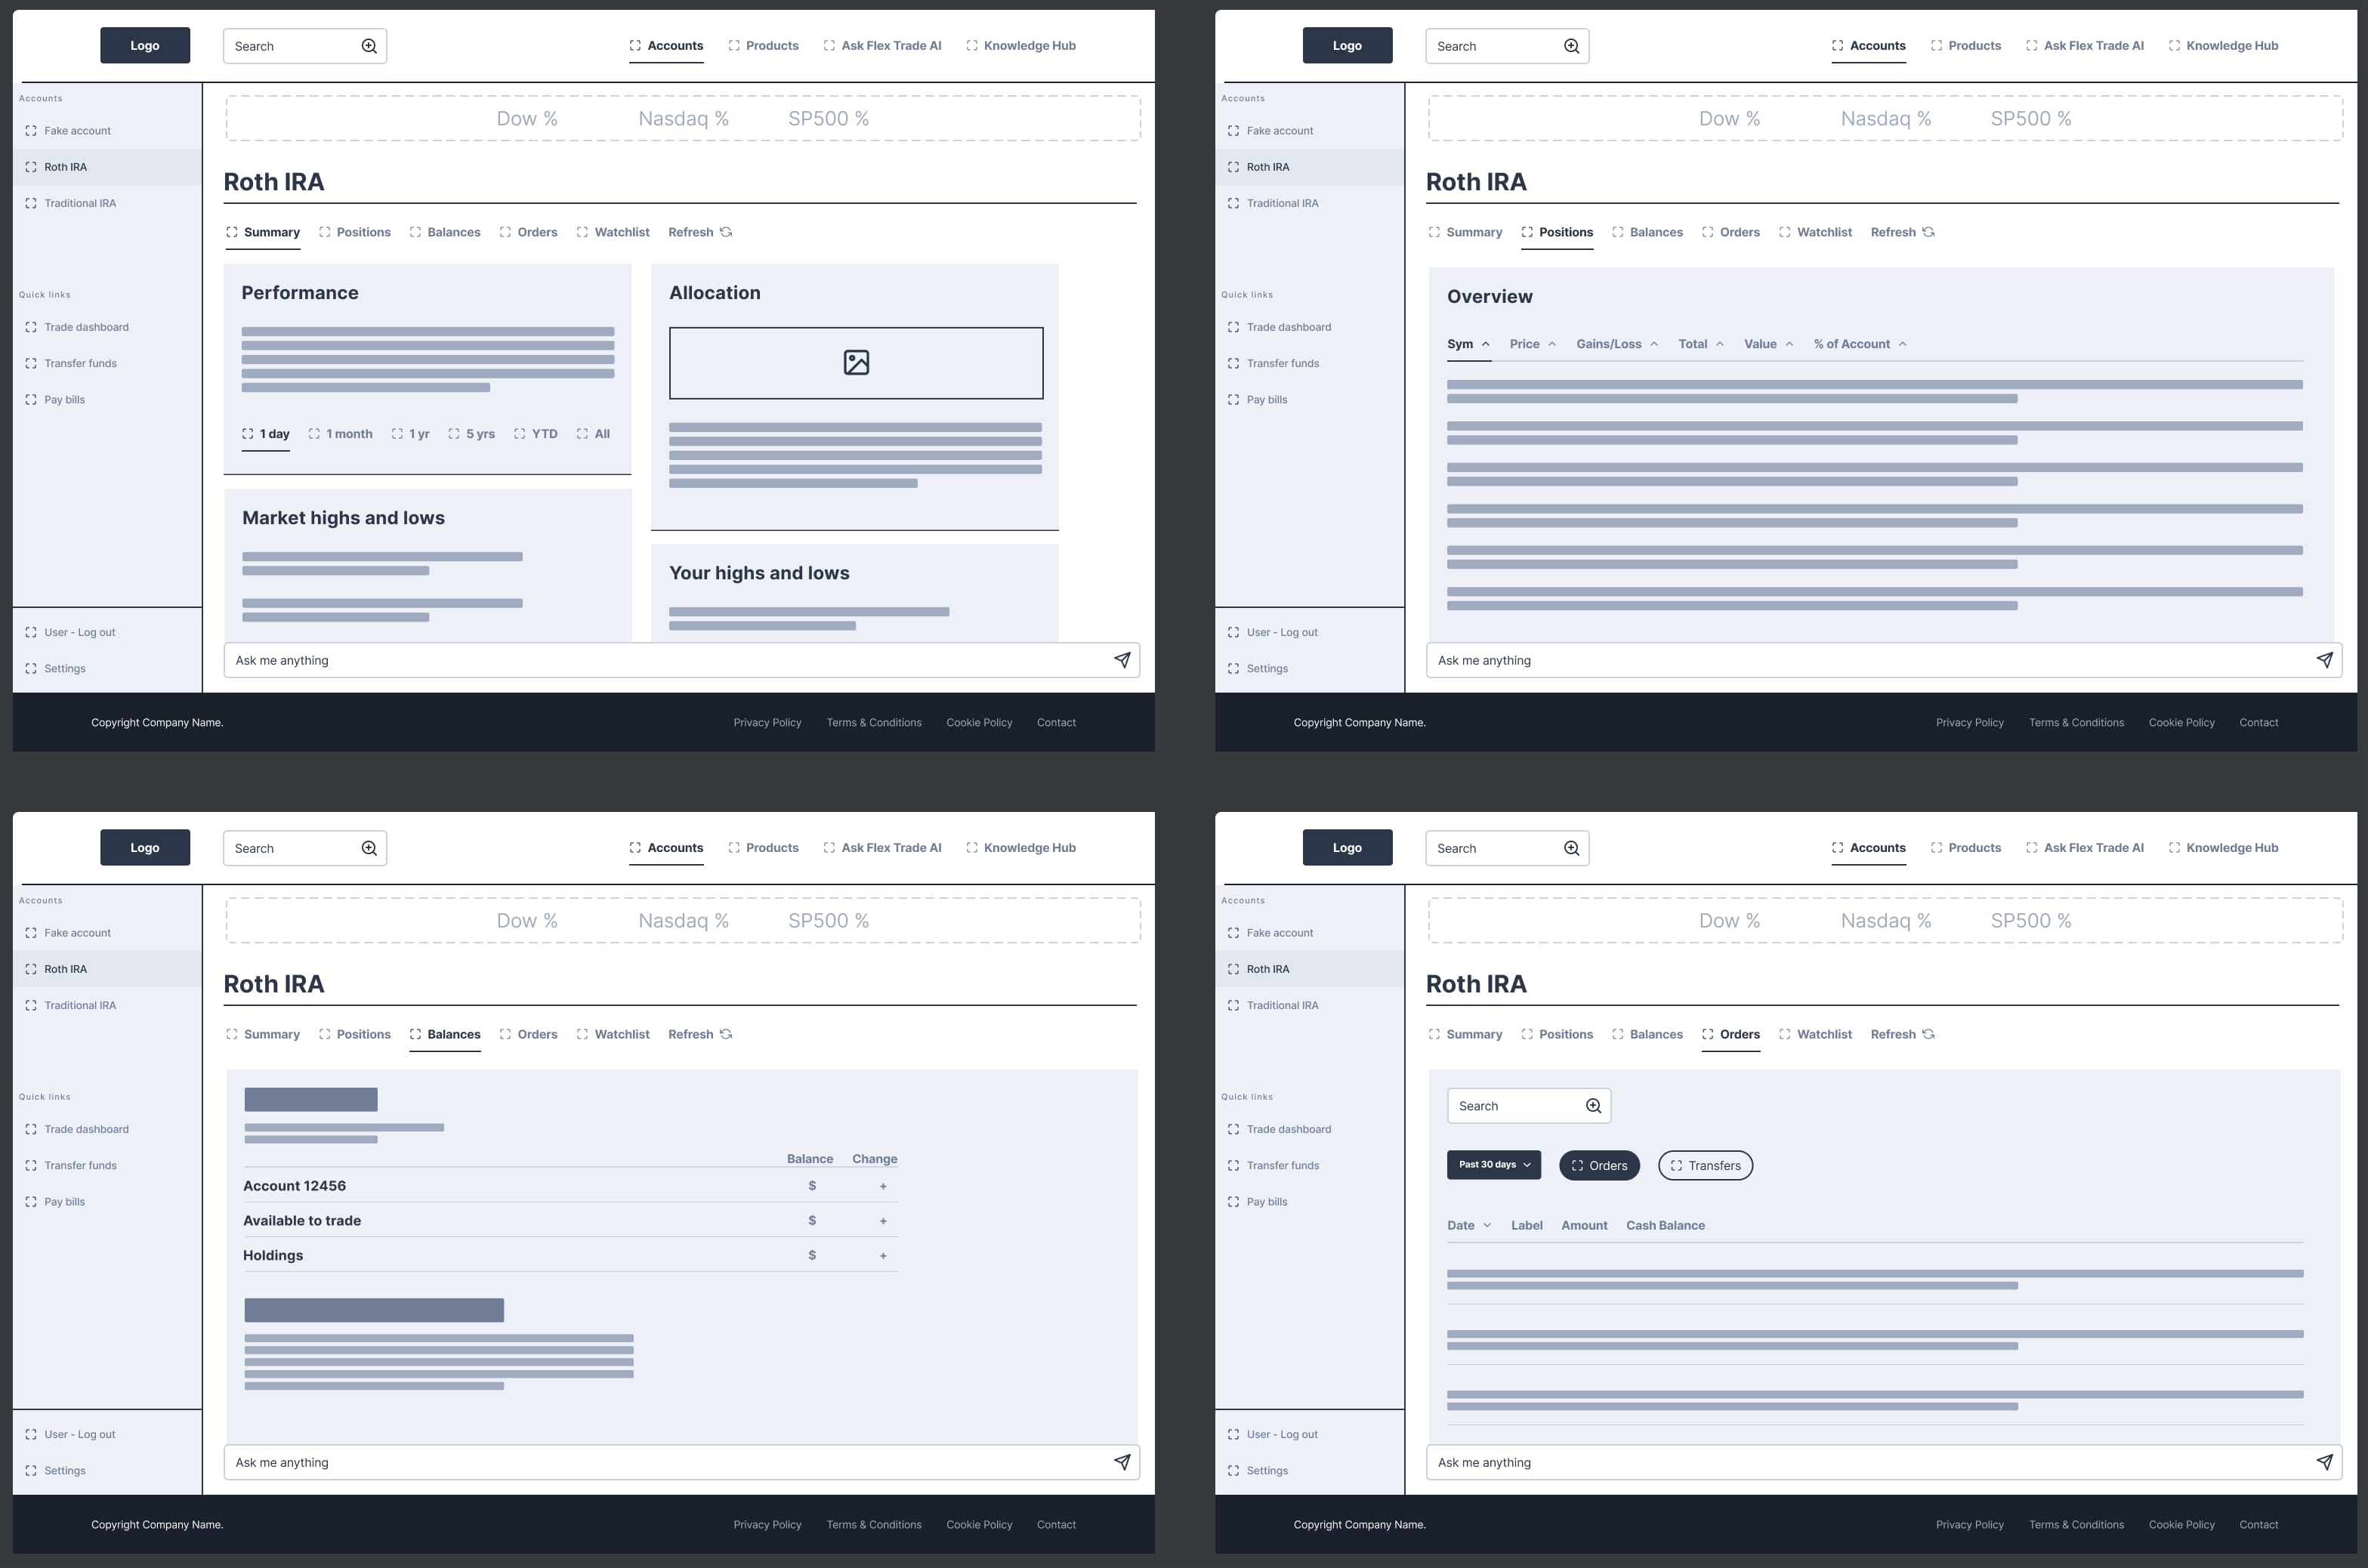 Logo
Search
Accounts Products Ask Flex Trade AI Knowledge Hub
Accounts
Fake account
Roth IRA
Traditional IRA
Quick links
Trade dashboard
Transfer funds
Pay bills
User - Log out
Settings
Dow % Nasdaq % SP500 %
Roth IRA
Summary Positions Balances Orders Watchlist Refresh
Performance
1 day 1 month 1 yr 5 yrs YTD All
Market highs and lows
Allocation
Your highs and lows
Ask me anything
Copyright Company Name.
Privacy Policy Terms & Conditions Cookie Policy Contact
Logo
Search
Accounts Products Ask Flex Trade AI Knowledge Hub
Accounts
Fake account
Roth IRA
Traditional IRA
Quick links
Trade dashboard
Transfer funds
Pay bills
User - Log out
Settings
Dow % Nasdaq % SP500 %
Roth IRA
Summary Positions Balances Orders Watchlist Refresh
Overview
Sym Price Gains/Loss Total Value % of Account
Ask me anything
Copyright Company Name.
Privacy Policy Terms & Conditions Cookie Policy Contact
Logo
Search
Accounts Products Ask Flex Trade AI Knowledge Hub
Accounts
Fake account
Roth IRA
Traditional IRA
Quick links
Trade dashboard
Transfer funds
Pay bills
User - Log out
Settings
Dow % Nasdaq % SP500 %
Roth IRA
Summary Positions Balances Orders Watchlist Refresh
Balance Change
Account 12456 $ +
Available to trade $ +
Holdings $ +
Ask me anything
Copyright Company Name.
Privacy Policy Terms & Conditions Cookie Policy Contact
Logo
Search
Accounts Products Ask Flex Trade AI Knowledge Hub
Accounts
Fake account
Roth IRA
Traditional IRA
Quick links
Trade dashboard
Transfer funds
Pay bills
User - Log out
Settings
Dow % Nasdaq % SP500 %
Roth IRA
Summary Positions Balances Orders Watchlist Refresh
Search
Past 30 days Orders Transfers
Date Label Amount Cash Balance
Ask me anything
Copyright Company Name.
Privacy Policy Terms & Conditions Cookie Policy Contact